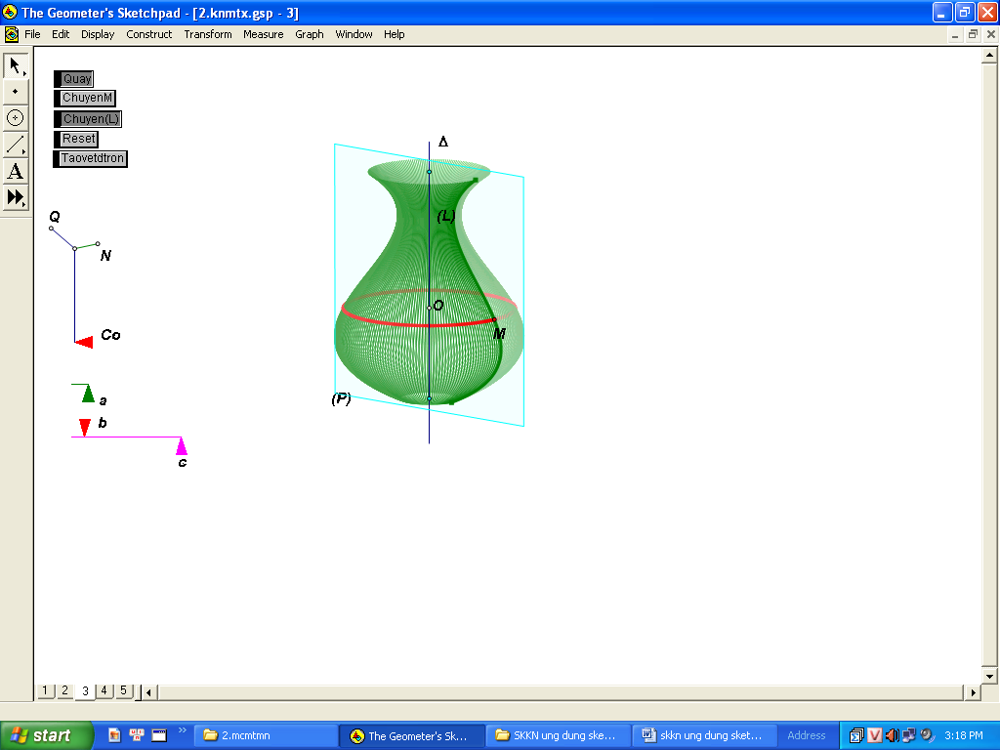 The Geometer's Sketchpad - [2.knmtx.gsp - 3]
File Edit Display Construct Transform Measure Graph Window Help
Quay
ChuyenM
Chuyen(L)
Reset
Taovetdtron
Δ
(L)
Q
N
O
M
Co
(P)
a
b
c
A
1 2 3 4 5
start
2.mcmtmn
The Geometer's Sk...
SKKN ung dung ske...
skkn ung dung sket...
Address
3:18 PM